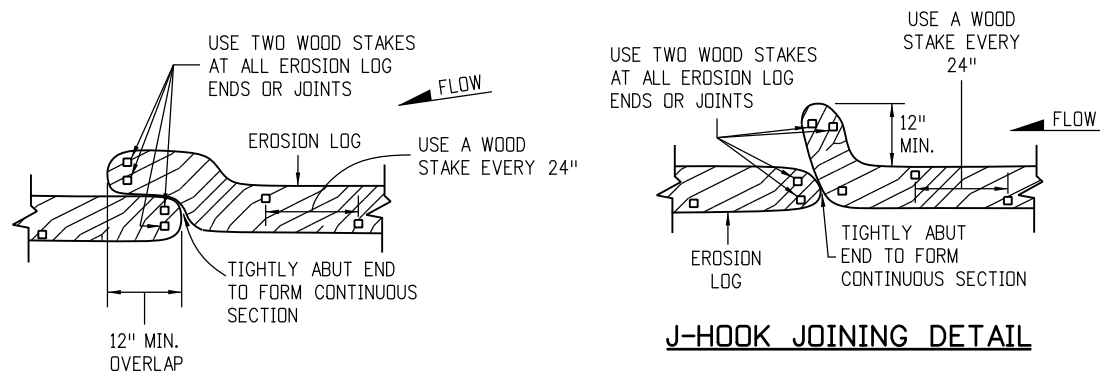 USE TWO WOOD STAKES
AT ALL EROSION LOG
ENDS OR JOINTS
FLOW
EROSION LOG
USE A WOOD
STAKE EVERY 24"
TIGHTLY ABUT END
TO FORM CONTINUOUS
SECTION
12" MIN.
OVERLAP
USE A WOOD
STAKE EVERY
24"
USE TWO WOOD STAKES
AT ALL EROSION LOG
ENDS OR JOINTS
12"
MIN.
FLOW
TIGHTLY ABUT
END TO FORM
CONTINUOUS SECTION
EROSION
LOG
J-HOOK JOINING DETAIL